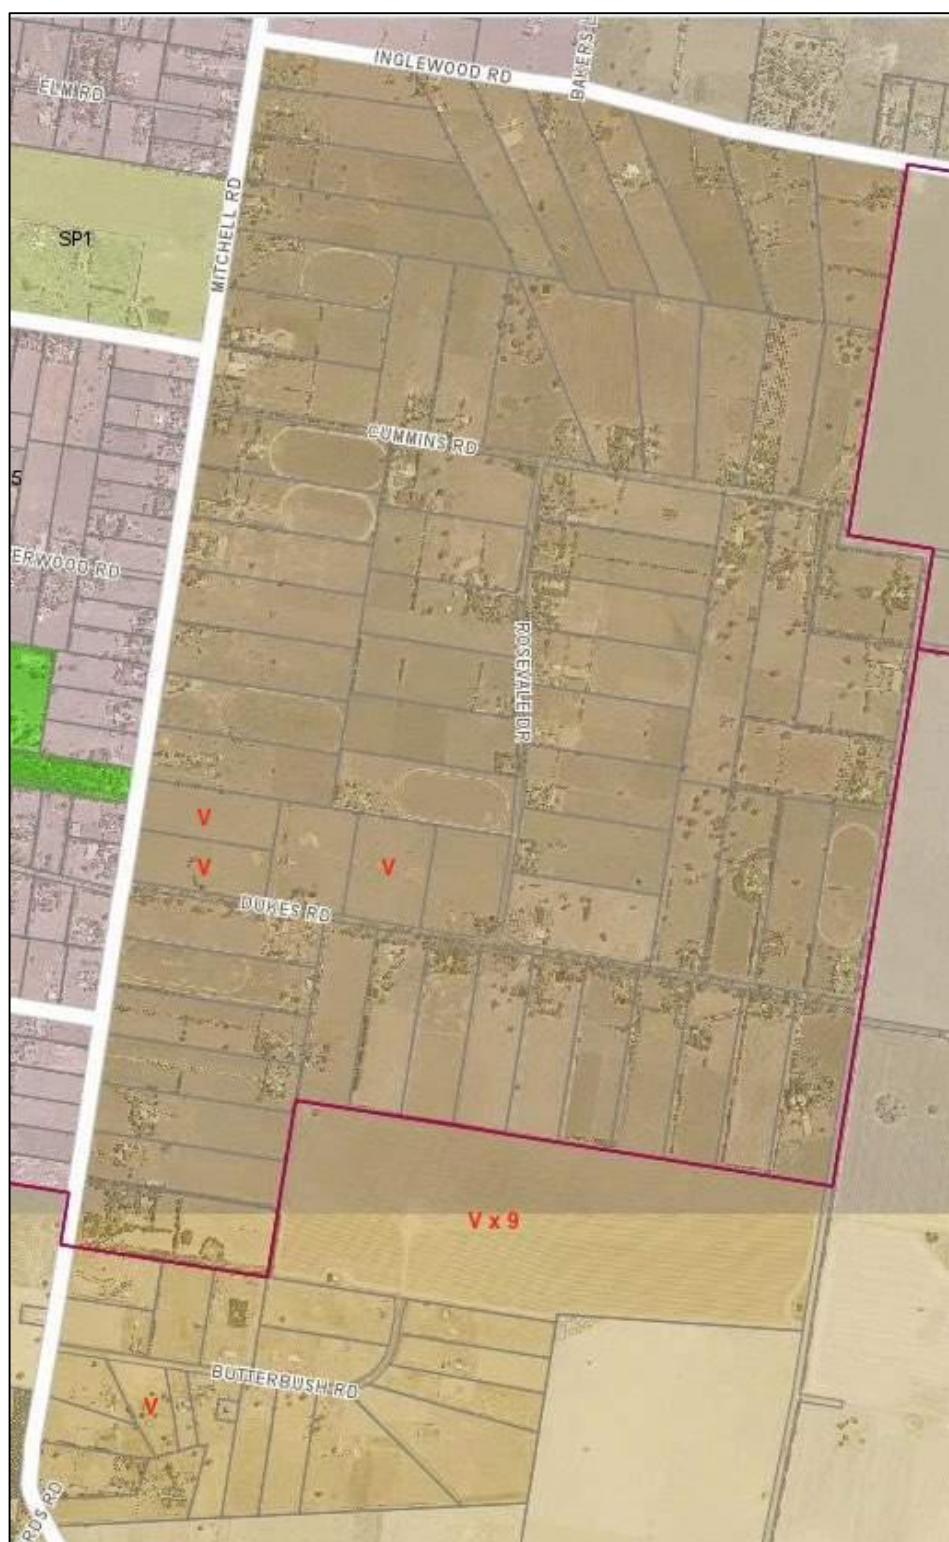 INGLEWOOD RD
BAKERS L
ELM RD
MITCHELL RD
SP1
CUMMINS RD
5
ERWOOD RD
ROSEVALE DR
V
V
V
DUKES RD
V x 9
BUTTERBUSH RD
V
RDS RD